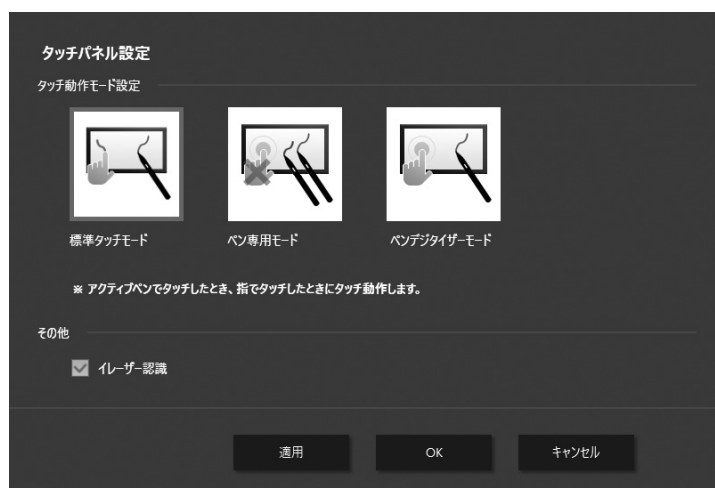 タッチパネル設定
タッチ動作モード設定
標準タッチモード
ペン専用モード
ペンデジタイザーモード
※ アクティブペンでタッチしたとき、指でタッチしたときにタッチ動作します。
その他
イレーザー認識
適用
OK
キャンセル